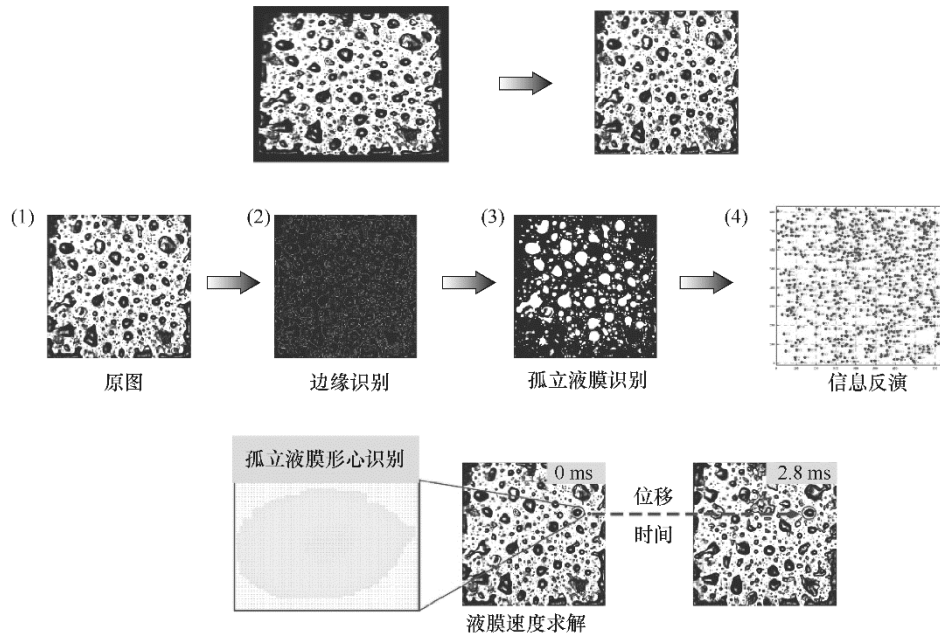 (1)
(2)
(3)
(4)
原图
边缘识别
孤立液膜识别
信息反演
孤立液膜形心识别
0 ms
位移
时间
2.8 ms
液膜速度求解